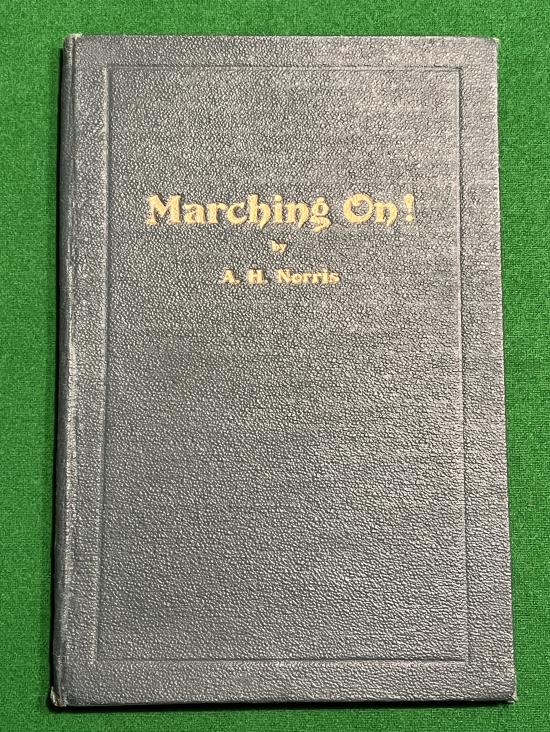 Marching On!
by
A. H. Norris